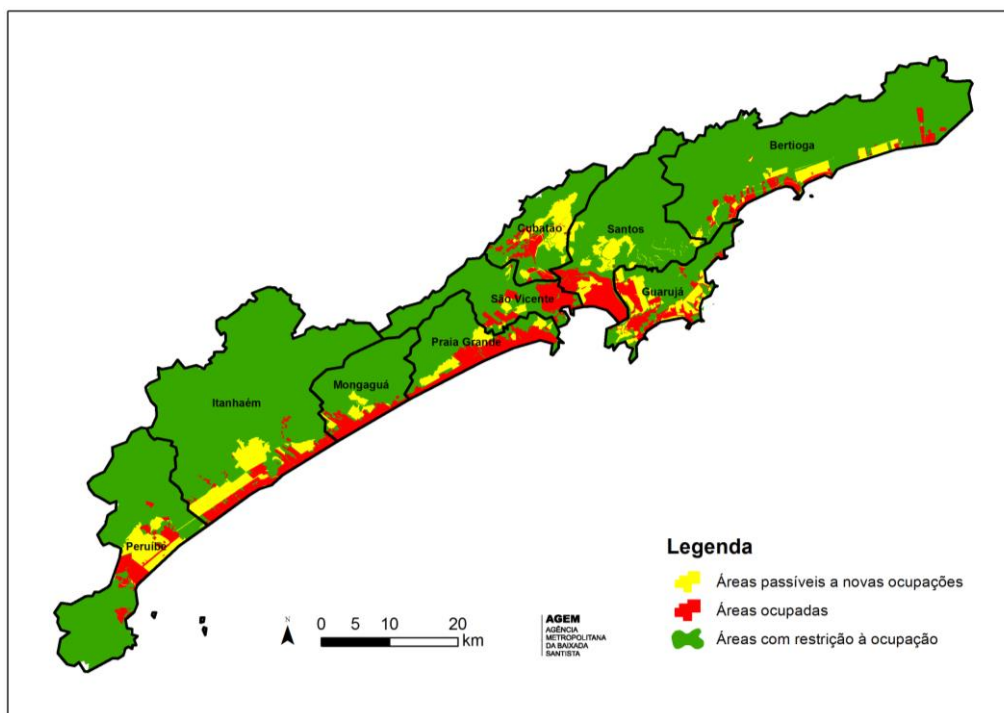 Bertioga
Cubatão
Santos
Guarujá
São Vicente
Praia Grande
Mongaguá
Itanhaém
Peruíbe
Legenda
Áreas passíveis a novas ocupações
Áreas ocupadas
Áreas com restrição à ocupação
N
0 5 10 20
km
AGEM
AGÊNCIA
METROPOLITANA
DA BAIXADA
SANTISTA